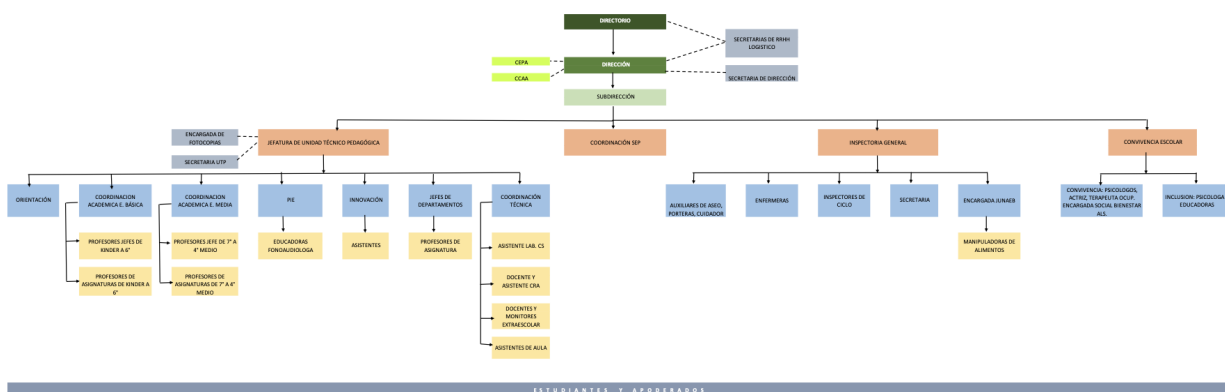 DIRECTORIO
SECRETARIAS DE RRHH
LOGISTICO
CEPA
DIRECCIÓN
CCAA
SECRETARIA DE DIRECCIÓN
SUBDIRECCIÓN
ENCARGADA DE
FOTOCOPIAS
JEFATURA DE UNIDAD TÉCNICO PEDAGÓGICA
COORDINACIÓN SEP
INSPECTORIA GENERAL
CONVIVENCIA ESCOLAR
SECRETARIA UTP
ORIENTACIÓN
COORDINACION
ACADEMICA E. BÁSICA
COORDINACION
ACADEMICA E. MEDIA
PIE
INNOVACIÓN
JEFES DE
DEPARTAMENTOS
COORDINACIÓN
TÉCNICA
AUXILIARES DE ASEO,
PORTERAS, CUIDADOR
ENFERMERAS
INSPECTORES DE
CICLO
SECRETARIA
ENCARGADA JUNAEB
CONVIVENCIA: PSICOLOGOS,
ACTRIZ, TERAPEUTA OCUP.
ENCARGADA SOCIAL BIENESTAR
ALS.
INCLUSION: PSICOLOGA
EDUCADORAS
PROFESORES JEFES DE
KINDER A 6°
PROFESORES JEFE DE 7° A
4° MEDIO
EDUCADORAS
FONOAUDIOLOGA
ASISTENTES
PROFESORES DE
ASIGNATURA
ASISTENTE LAB. CS
MANIPULADORAS DE
ALIMENTOS
PROFESORES DE
ASIGNATURAS DE KINDER A
6°
PROFESORES DE
ASIGNATURAS DE 7° A 4°
MEDIO
DOCENTE Y
ASISTENTE CRA
DOCENTES Y
MONITORES
EXTRAESCOLAR
ASISTENTES DE AULA
ESTUDIANTES Y APODERADOS